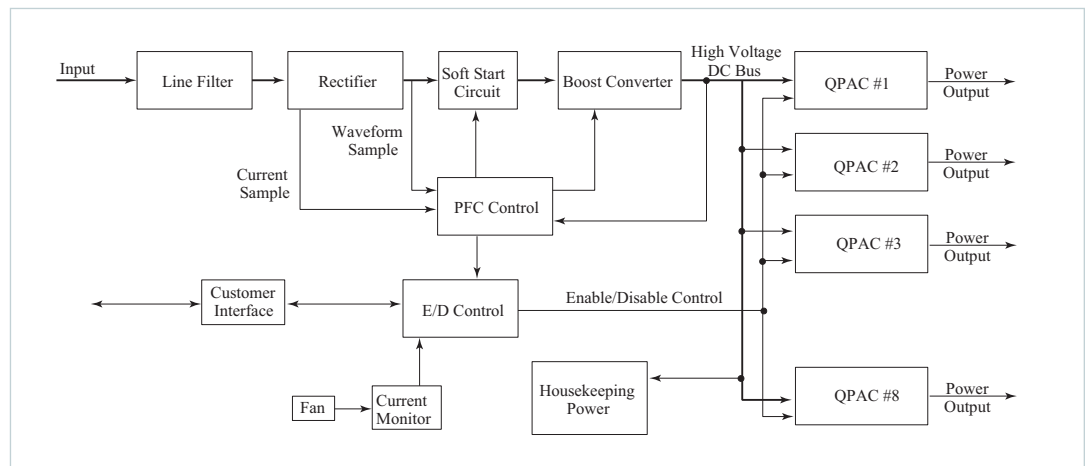 Input
Line Filter
Rectifier
Soft Start
Circuit
Boost Converter
High Voltage
DC Bus
QPAC #1
Power
Output
Waveform
Sample
Current
Sample
PFC Control
QPAC #2
Power
Output
QPAC #3
Power
Output
Customer
Interface
E/D Control
Enable/Disable Control
Fan
Current
Monitor
Housekeeping
Power
QPAC #8
Power
Output